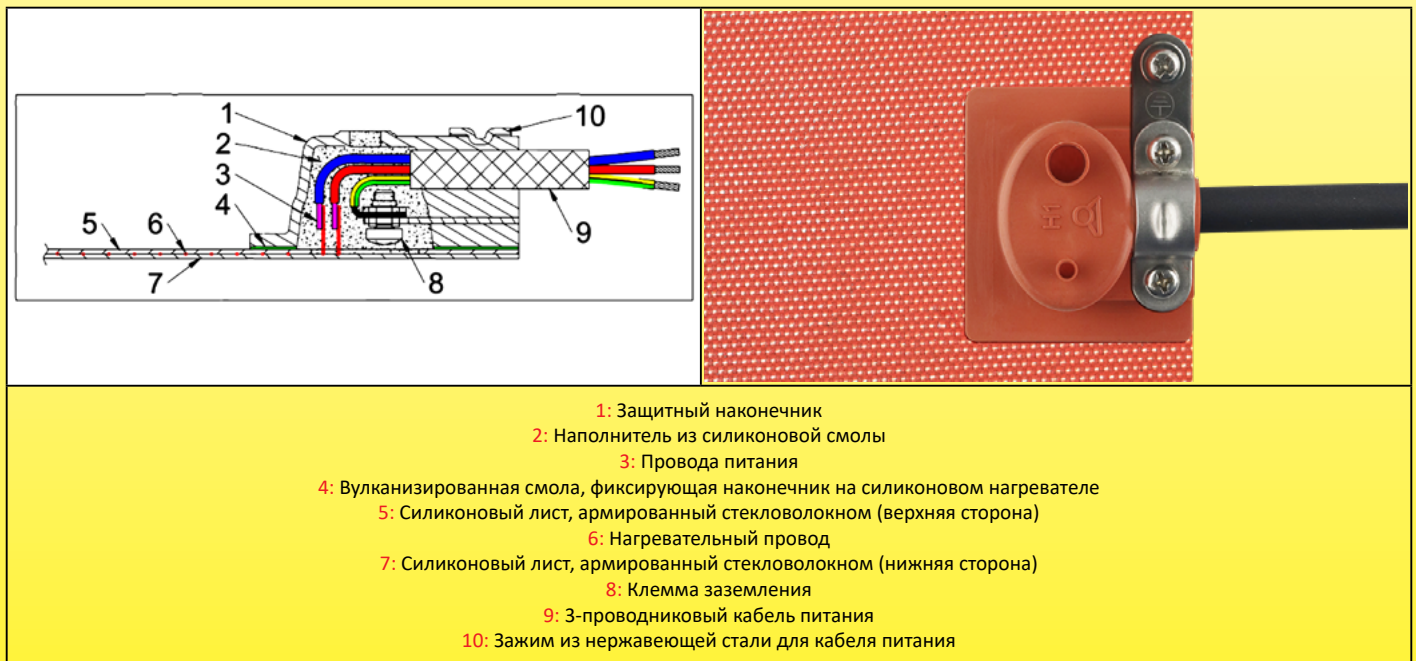 1
2
3
4
5
6
7
8
9
10
H1
1: Защитный наконечник
2: Наполнитель из силиконовой смолы
3: Провода питания
4: Вулканизированная смола, фиксирующая наконечник на силиконовом нагревателе
5: Силиконовый лист, армированный стекловолокном (верхняя сторона)
6: Нагревательный провод
7: Силиконовый лист, армированный стекловолокном (нижняя сторона)
8: Клемма заземления
9: 3-проводниковый кабель питания
10: Зажим из нержавеющей стали для кабеля питания